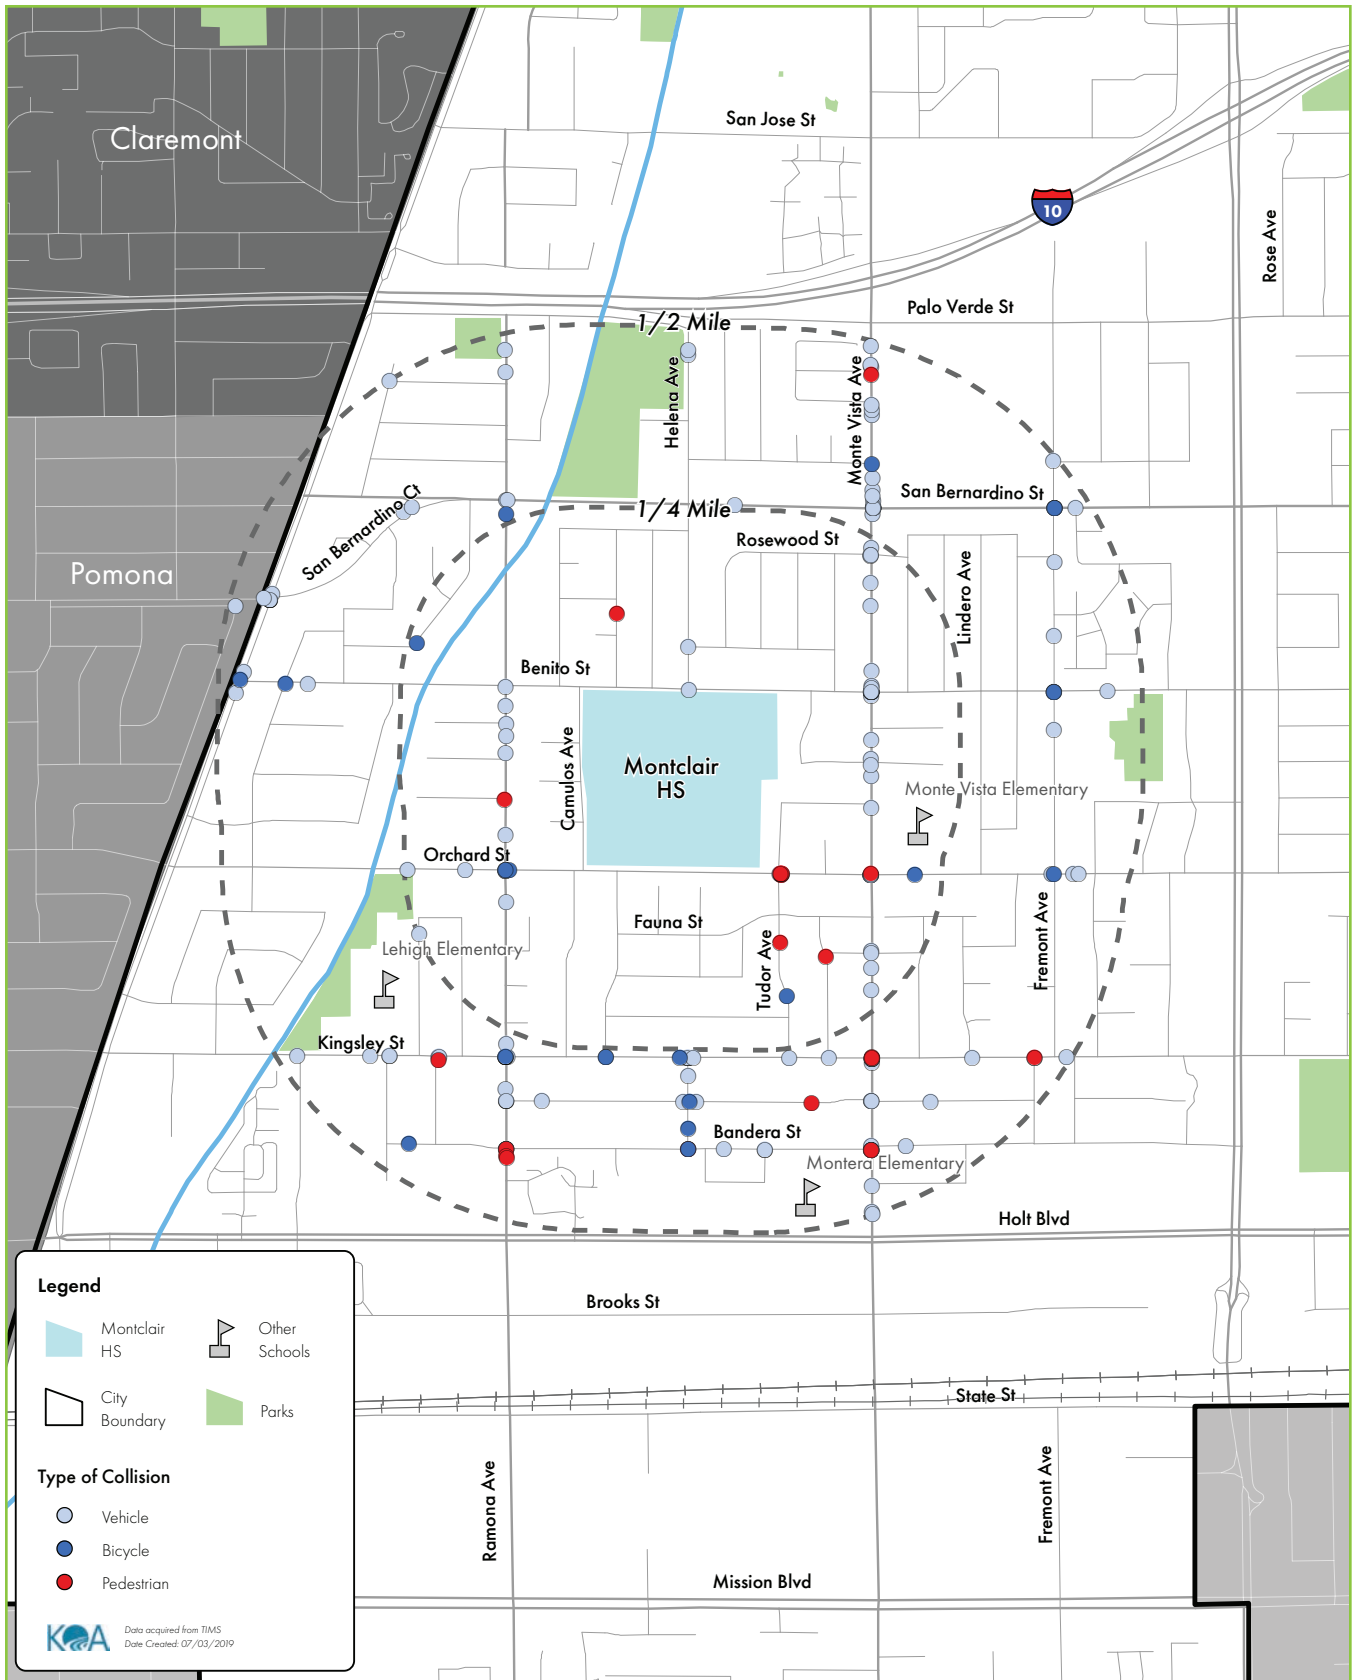 San Jose St
Claremont
10
Rose Ave
Palo Verde St
1/2 Mile
Helena Ave
Monte Vista Ave
San Bernardino St
San Bernardino Ct
1/4 Mile
Rosewood St
Pomona
Lindero Ave
Benito St
Camulos Ave
Montclair
HS
Monte Vista Elementary
Orchard St
Fauna St
Fremont Ave
Tudor Ave
Lehigh Elementary
Kingsley St
Bandera St
Montera Elementary
Holt Blvd
Brooks St
State St
Ramona Ave
Fremont Ave
Mission Blvd
Legend
Montclair
HS
Other
Schools
City
Boundary
Parks
Type of Collision
Vehicle
Bicycle
Pedestrian
KOA
Data acquired from TIMS
Date Created: 07/03/2019